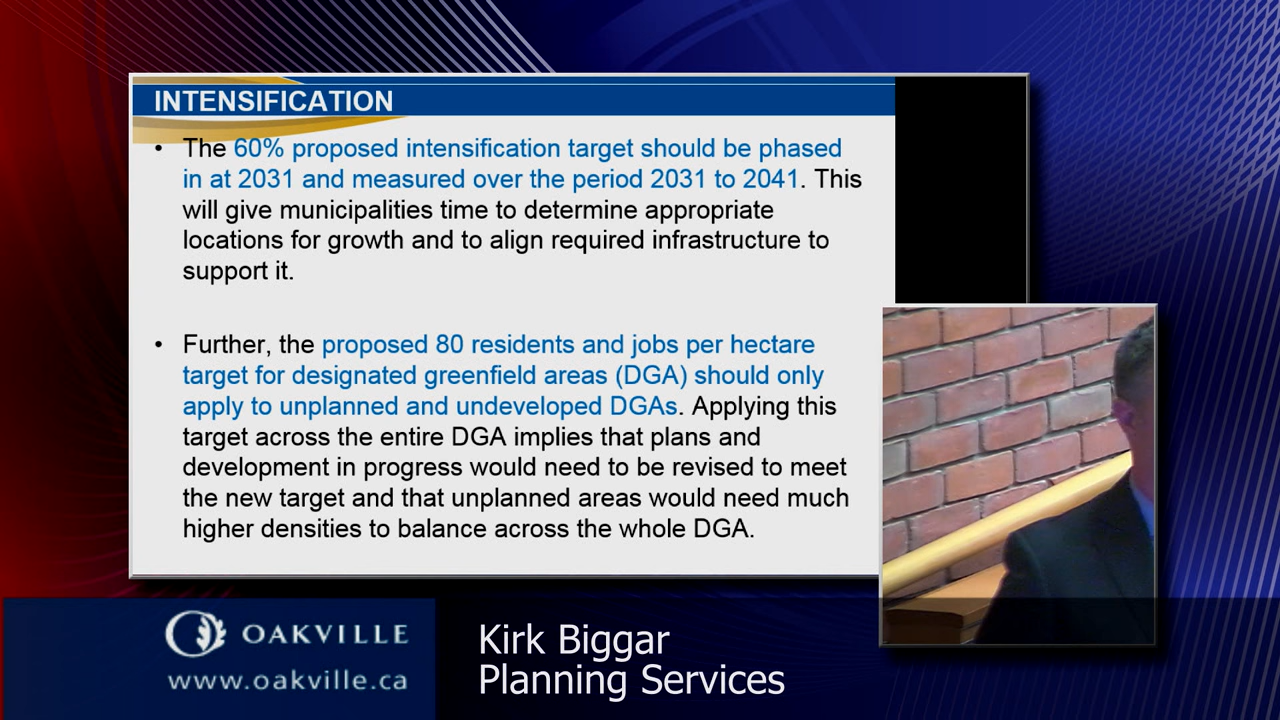 INTENSIFICATION
• The 60% proposed intensification target should be phased
in at 2031 and measured over the period 2031 to 2041. This
will give municipalities time to determine appropriate
locations for growth and to align required infrastructure to
support it.
• Further, the proposed 80 residents and jobs per hectare
target for designated greenfield areas (DGA) should only
apply to unplanned and undeveloped DGAs. Applying this
target across the entire DGA implies that plans and
development in progress would need to be revised to meet
the new target and that unplanned areas would need much
higher densities to balance across the whole DGA.
OAKVILLE
www.oakville.ca
Kirk Biggar
Planning Services